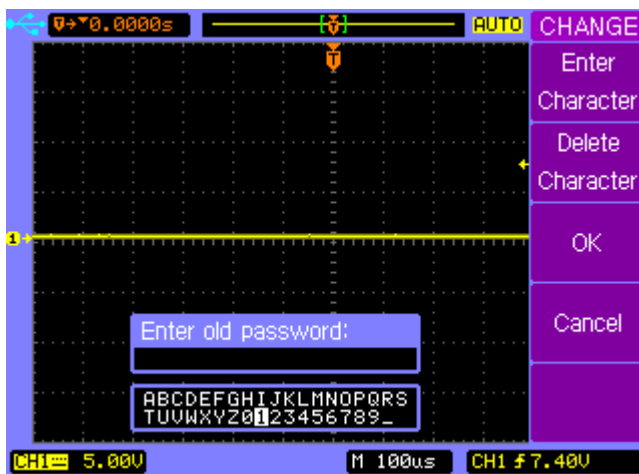 T→▼0.0000s
[T]
AUTO
CHANGE
T
Enter
Character
Delete
Character
1
OK
Cancel
Enter old password:
ABCDEFGHIJKLMNOPQRS
TUVWXYZ0123456789_
CH1 5.00V
M 100us
CH1 7.40V